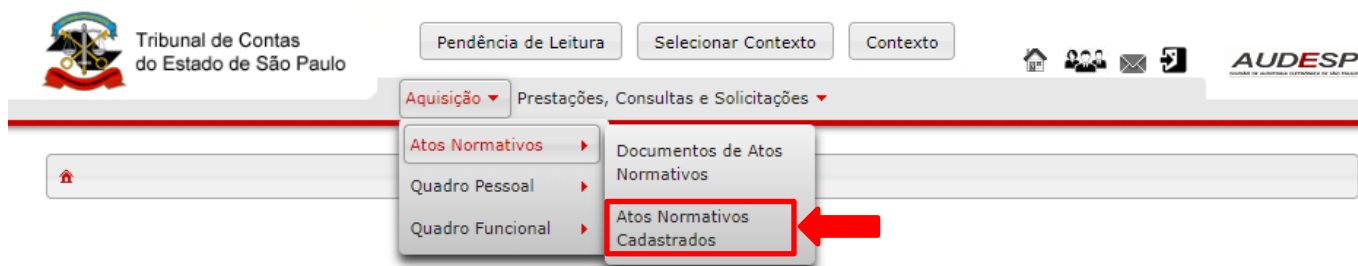 Tribunal de Contas
do Estado de São Paulo
Pendência de Leitura
Selecionar Contexto
Contexto
AUDESP
Aquisição
Prestações, Consultas e Solicitações
Atos Normativos
Documentos de Atos
Normativos
Quadro Pessoal
Atos Normativos
Cadastrados
Quadro Funcional